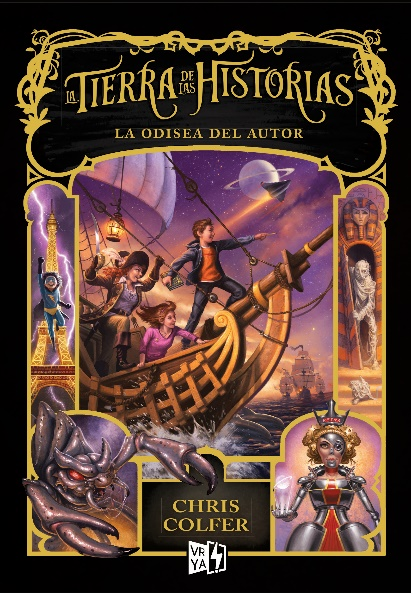 LA TIERRA DE LAS HISTORIAS
LA ODISEA DEL AUTOR
CHRIS
COLFER
VR
YA